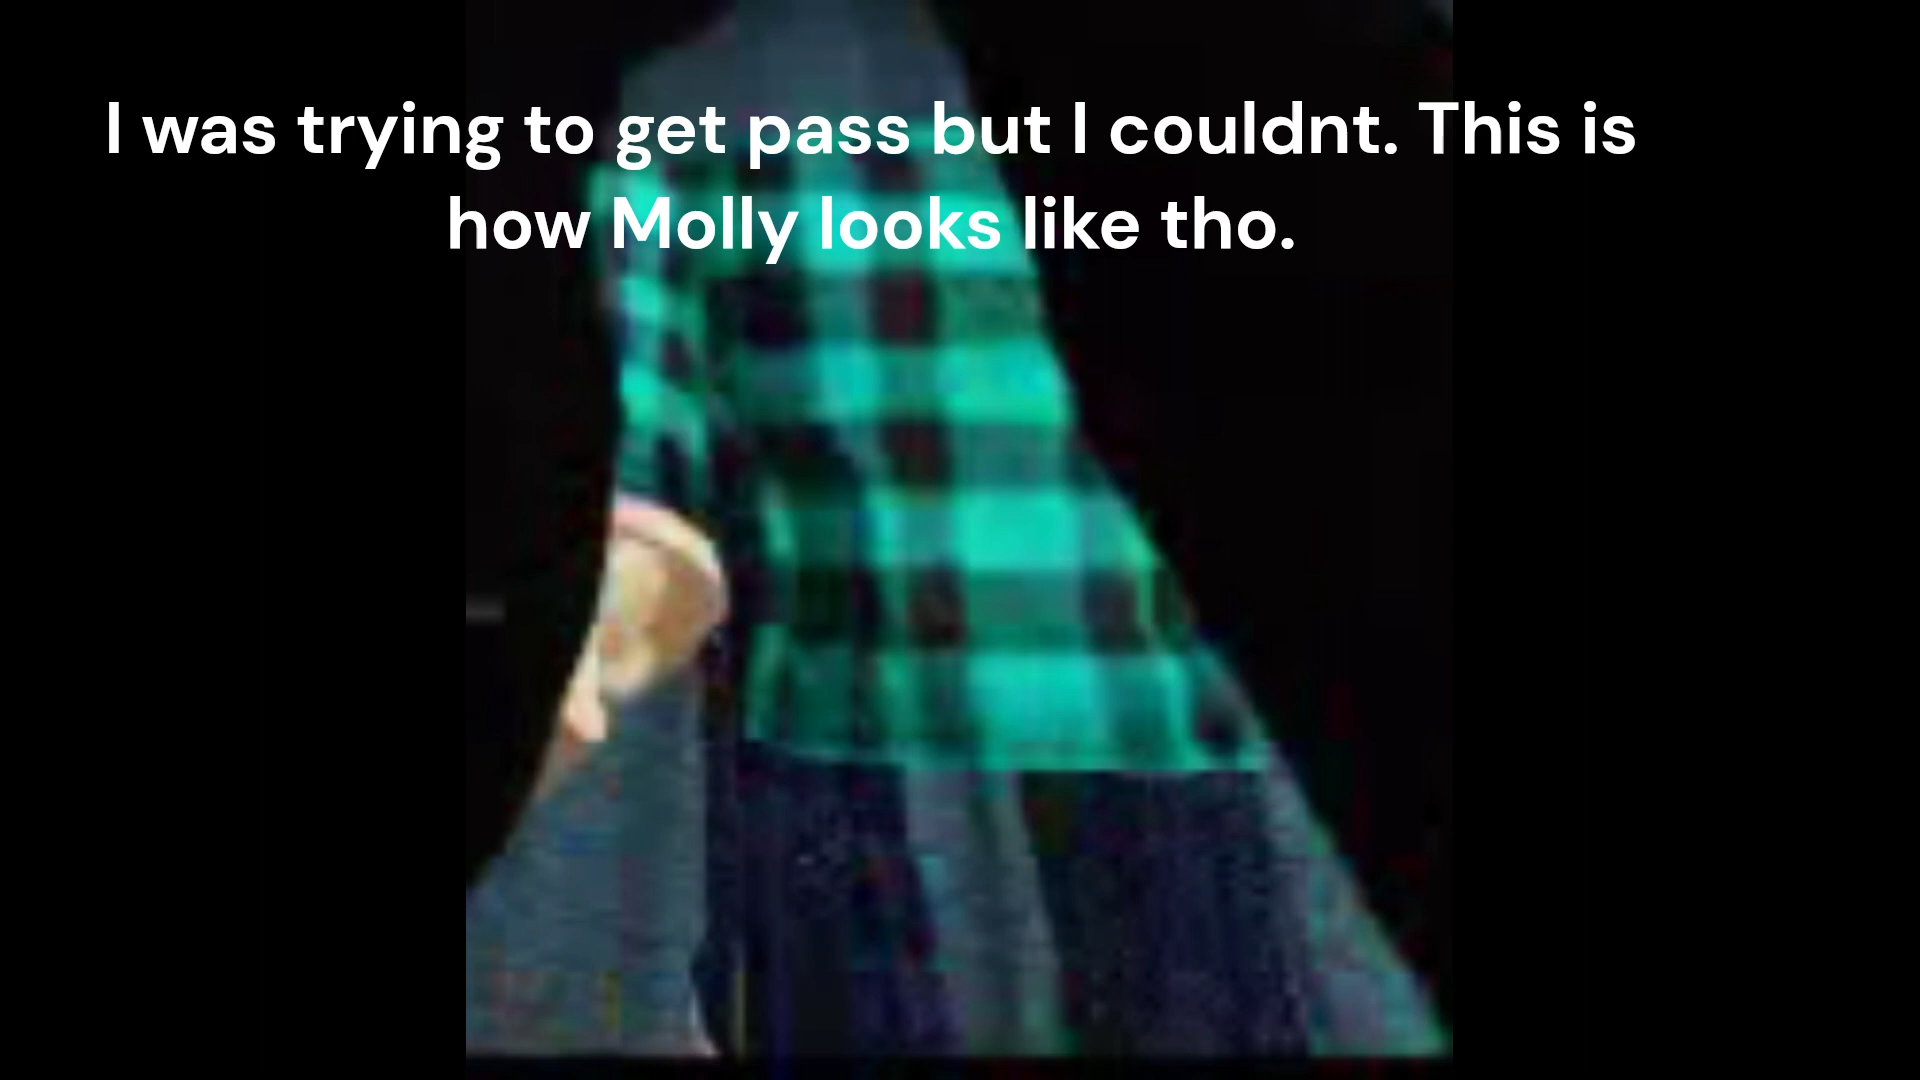 I was trying to get pass but I couldnt. This is
how Molly looks like tho.